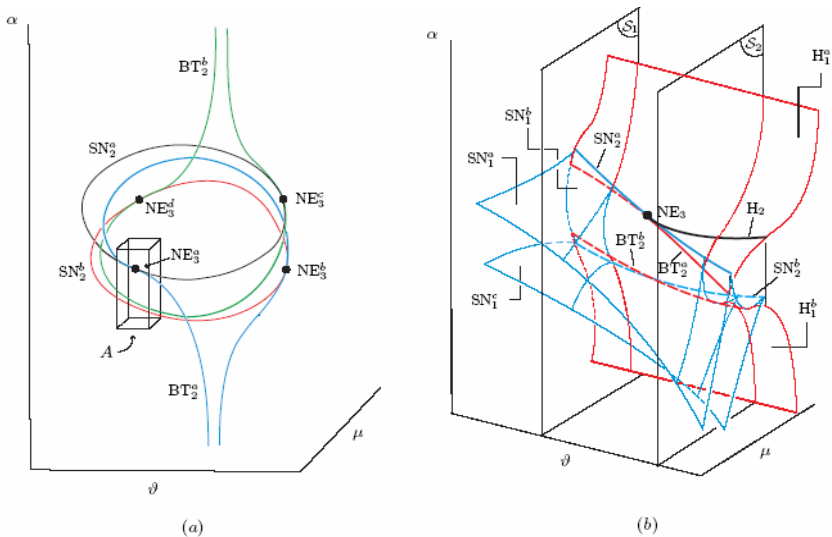 α
BT₂ᵇ
SN₂ᵃ
NE₃ᵈ
NE₃ᶜ
NE₃ᵃ
SN₂ᵇ
NE₃ᵇ
A
BT₂ᵃ
μ
ϑ
(a)
α
S₁
S₂
H₁ᵃ
SN₁ᵇ
SN₂ᵃ
SN₁ᵃ
NE₃
H₂
BT₂ᵇ
BT₂ᵃ
SN₂ᵇ
SN₁ᶜ
H₁ᵇ
ϑ
μ
(b)